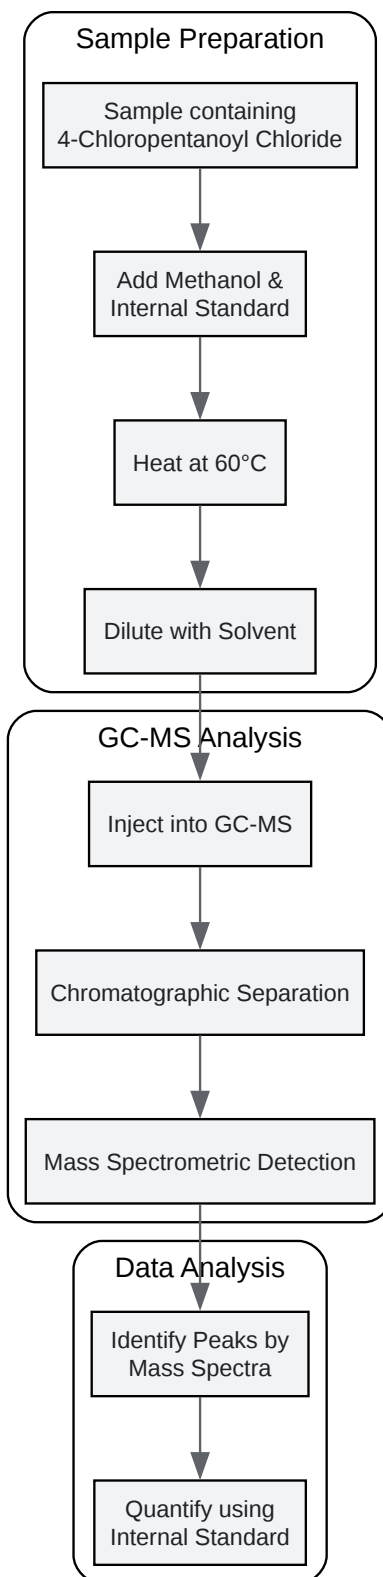 Sample Preparation
Sample containing
4-Chloropentanoyl Chloride
Add Methanol &
Internal Standard
Heat at 60°C
Dilute with Solvent
GC-MS Analysis
Inject into GC-MS
Chromatographic Separation
Mass Spectrometric Detection
Data Analysis
Identify Peaks by
Mass Spectra
Quantify using
Internal Standard